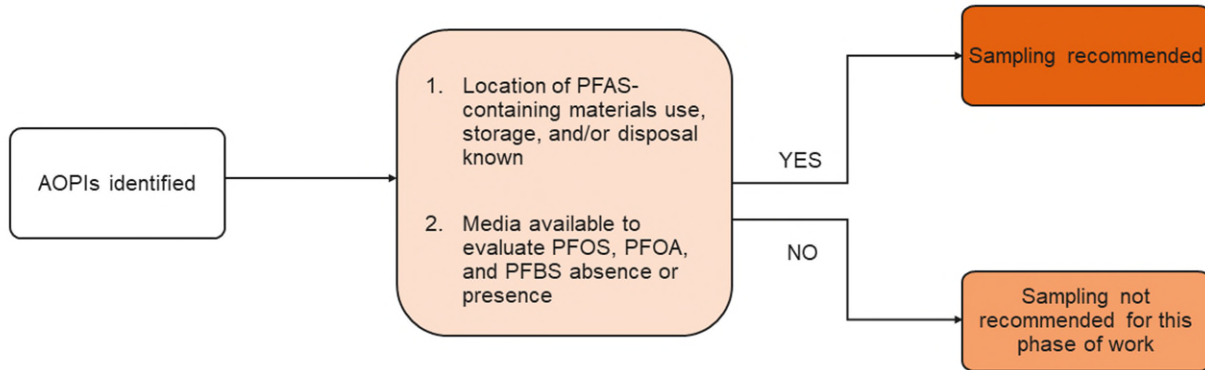 AOPIs identified
1. Location of PFAS-
containing materials use,
storage, and/or disposal
known
2. Media available to
evaluate PFOS, PFOA,
and PFBS absence or
presence
YES
NO
Sampling recommended
Sampling not
recommended for this
phase of work